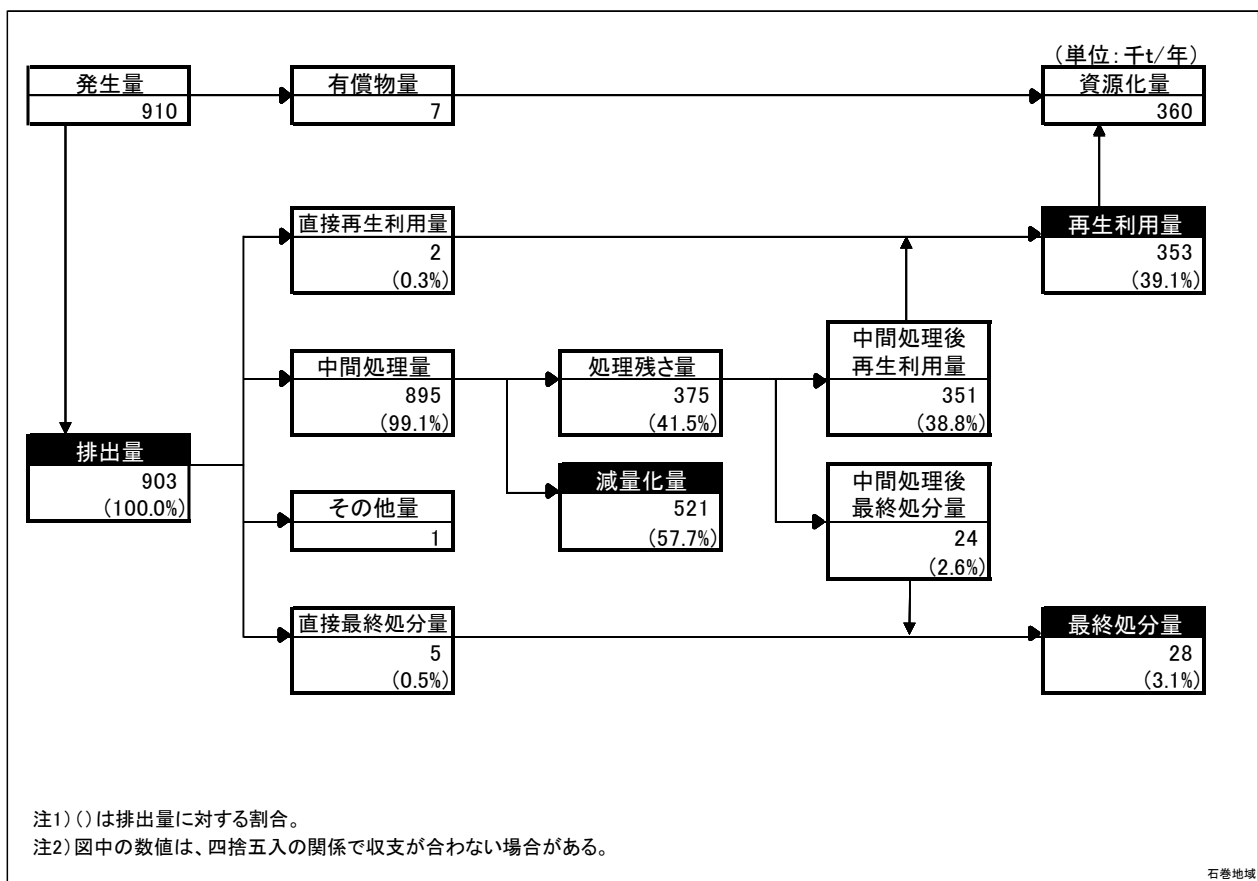 (単位:千t/年)
発生量
910
有償物量
7
資源化量
360
直接再生利用量
2
(0.3%)
再生利用量
353
(39.1%)
中間処理量
895
(99.1%)
処理残さ量
375
(41.5%)
中間処理後
再生利用量
351
(38.8%)
排出量
903
(100.0%)
減量化量
521
(57.7%)
中間処理後
最終処分量
24
(2.6%)
その他量
1
直接最終処分量
5
(0.5%)
最終処分量
28
(3.1%)
注1)()は排出量に対する割合。
注2)図中の数値は、四捨五入の関係で収支が合わない場合がある。
石巻地域